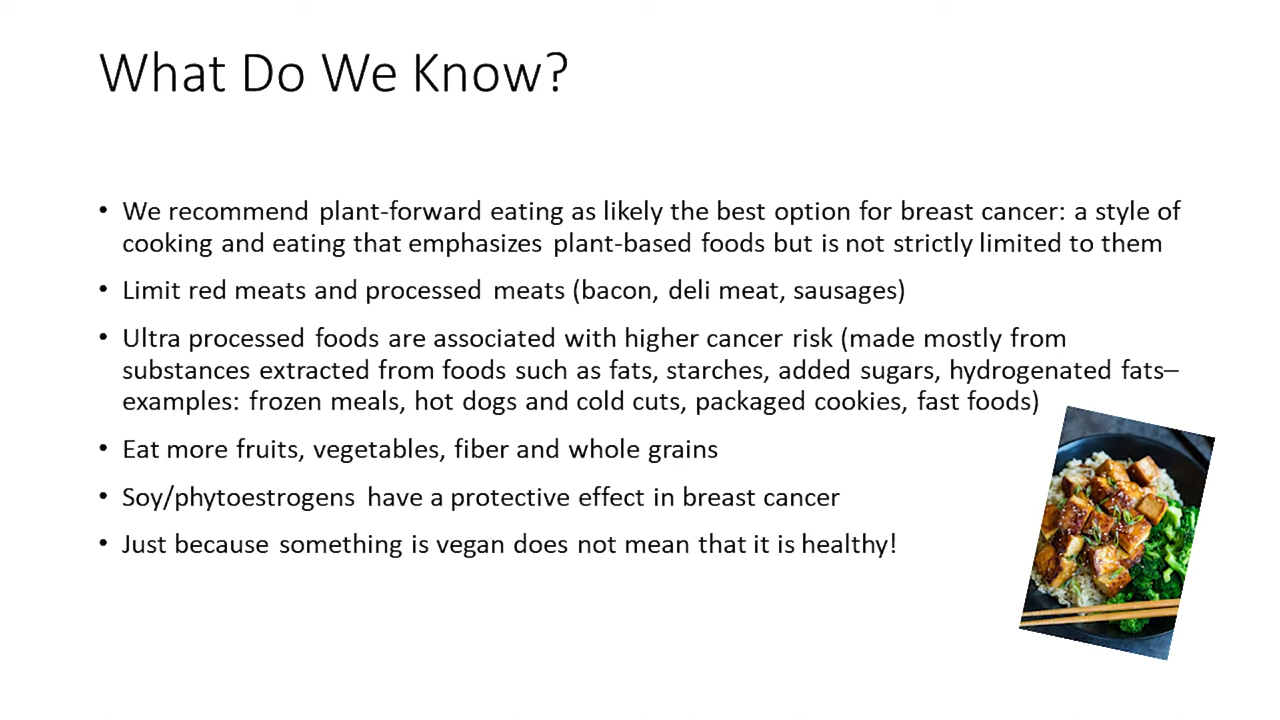 What Do We Know?
• We recommend plant-forward eating as likely the best option for breast cancer: a style of
cooking and eating that emphasizes plant-based foods but is not strictly limited to them
• Limit red meats and processed meats (bacon, deli meat, sausages)
• Ultra processed foods are associated with higher cancer risk (made mostly from
substances extracted from foods such as fats, starches, added sugars, hydrogenated fats–
examples: frozen meals, hot dogs and cold cuts, packaged cookies, fast foods)
• Eat more fruits, vegetables, fiber and whole grains
• Soy/phytoestrogens have a protective effect in breast cancer
• Just because something is vegan does not mean that it is healthy!